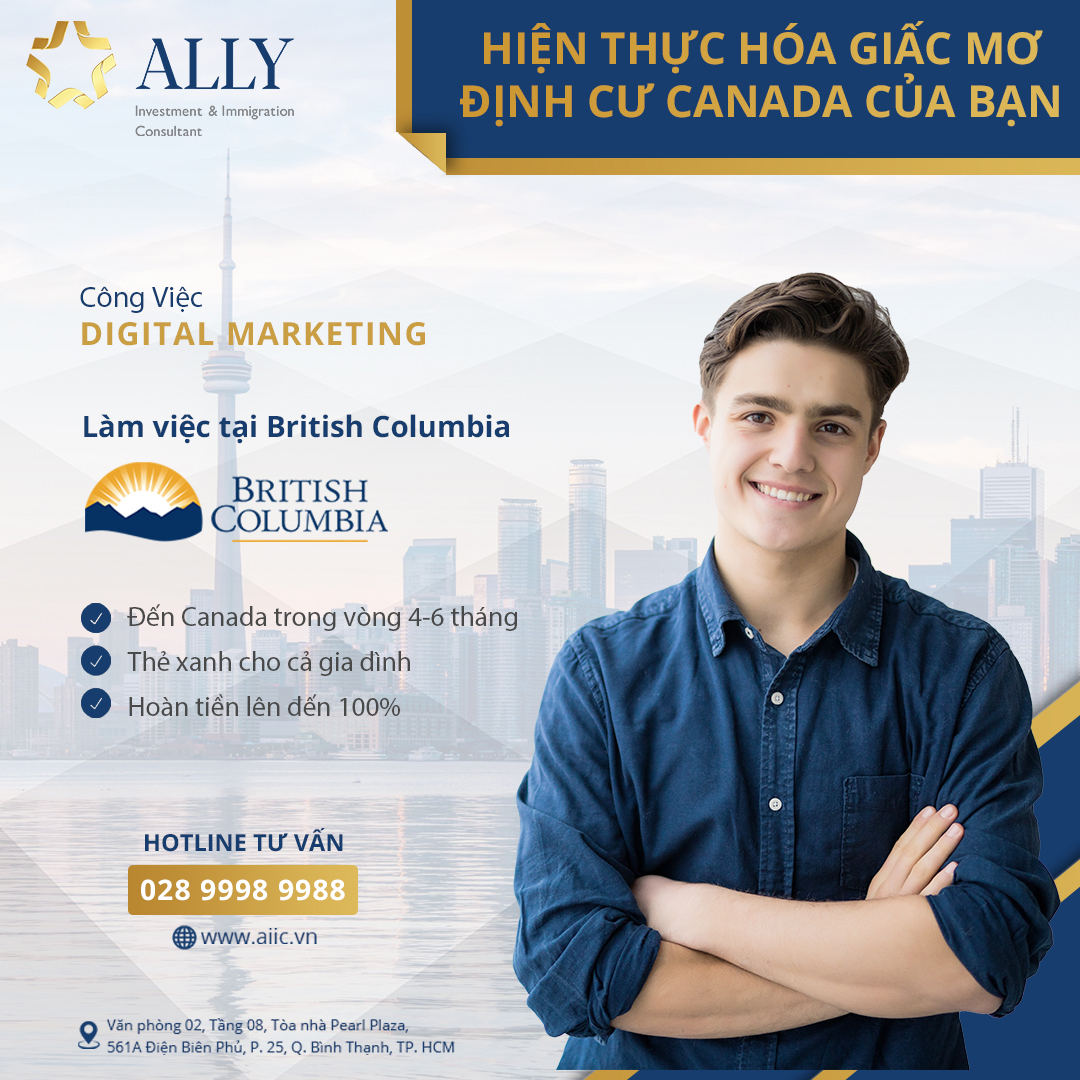 ALLY
Investment & Immigration
Consultant
HIỆN THỰC HÓA GIẤC MƠ
ĐỊNH CƯ CANADA CỦA BẠN
Công Việc
DIGITAL MARKETING
Làm việc tại British Columbia
BRITISH
COLUMBIA
Đến Canada trong vòng 4-6 tháng
Thẻ xanh cho cả gia đình
Hoàn tiền lên đến 100%
HOTLINE TƯ VẤN
028 9998 9988
www.aiic.vn
Văn phòng 02, Tầng 08, Tòa nhà Pearl Plaza,
561A Điện Biên Phủ, P. 25, Q. Bình Thạnh, TP. HCM